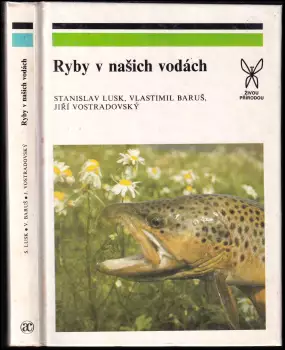 Ryby v našich vodách
STANISLAV LUSK, VLASTIMIL BARUŠ,
JIŘÍ VOSTRADOVSKÝ
ŽIVOU
PŘÍRODOU
Ryby v našich vodách
S. LUSK • V. BARUŠ • J. VOSTRADOVSKÝ